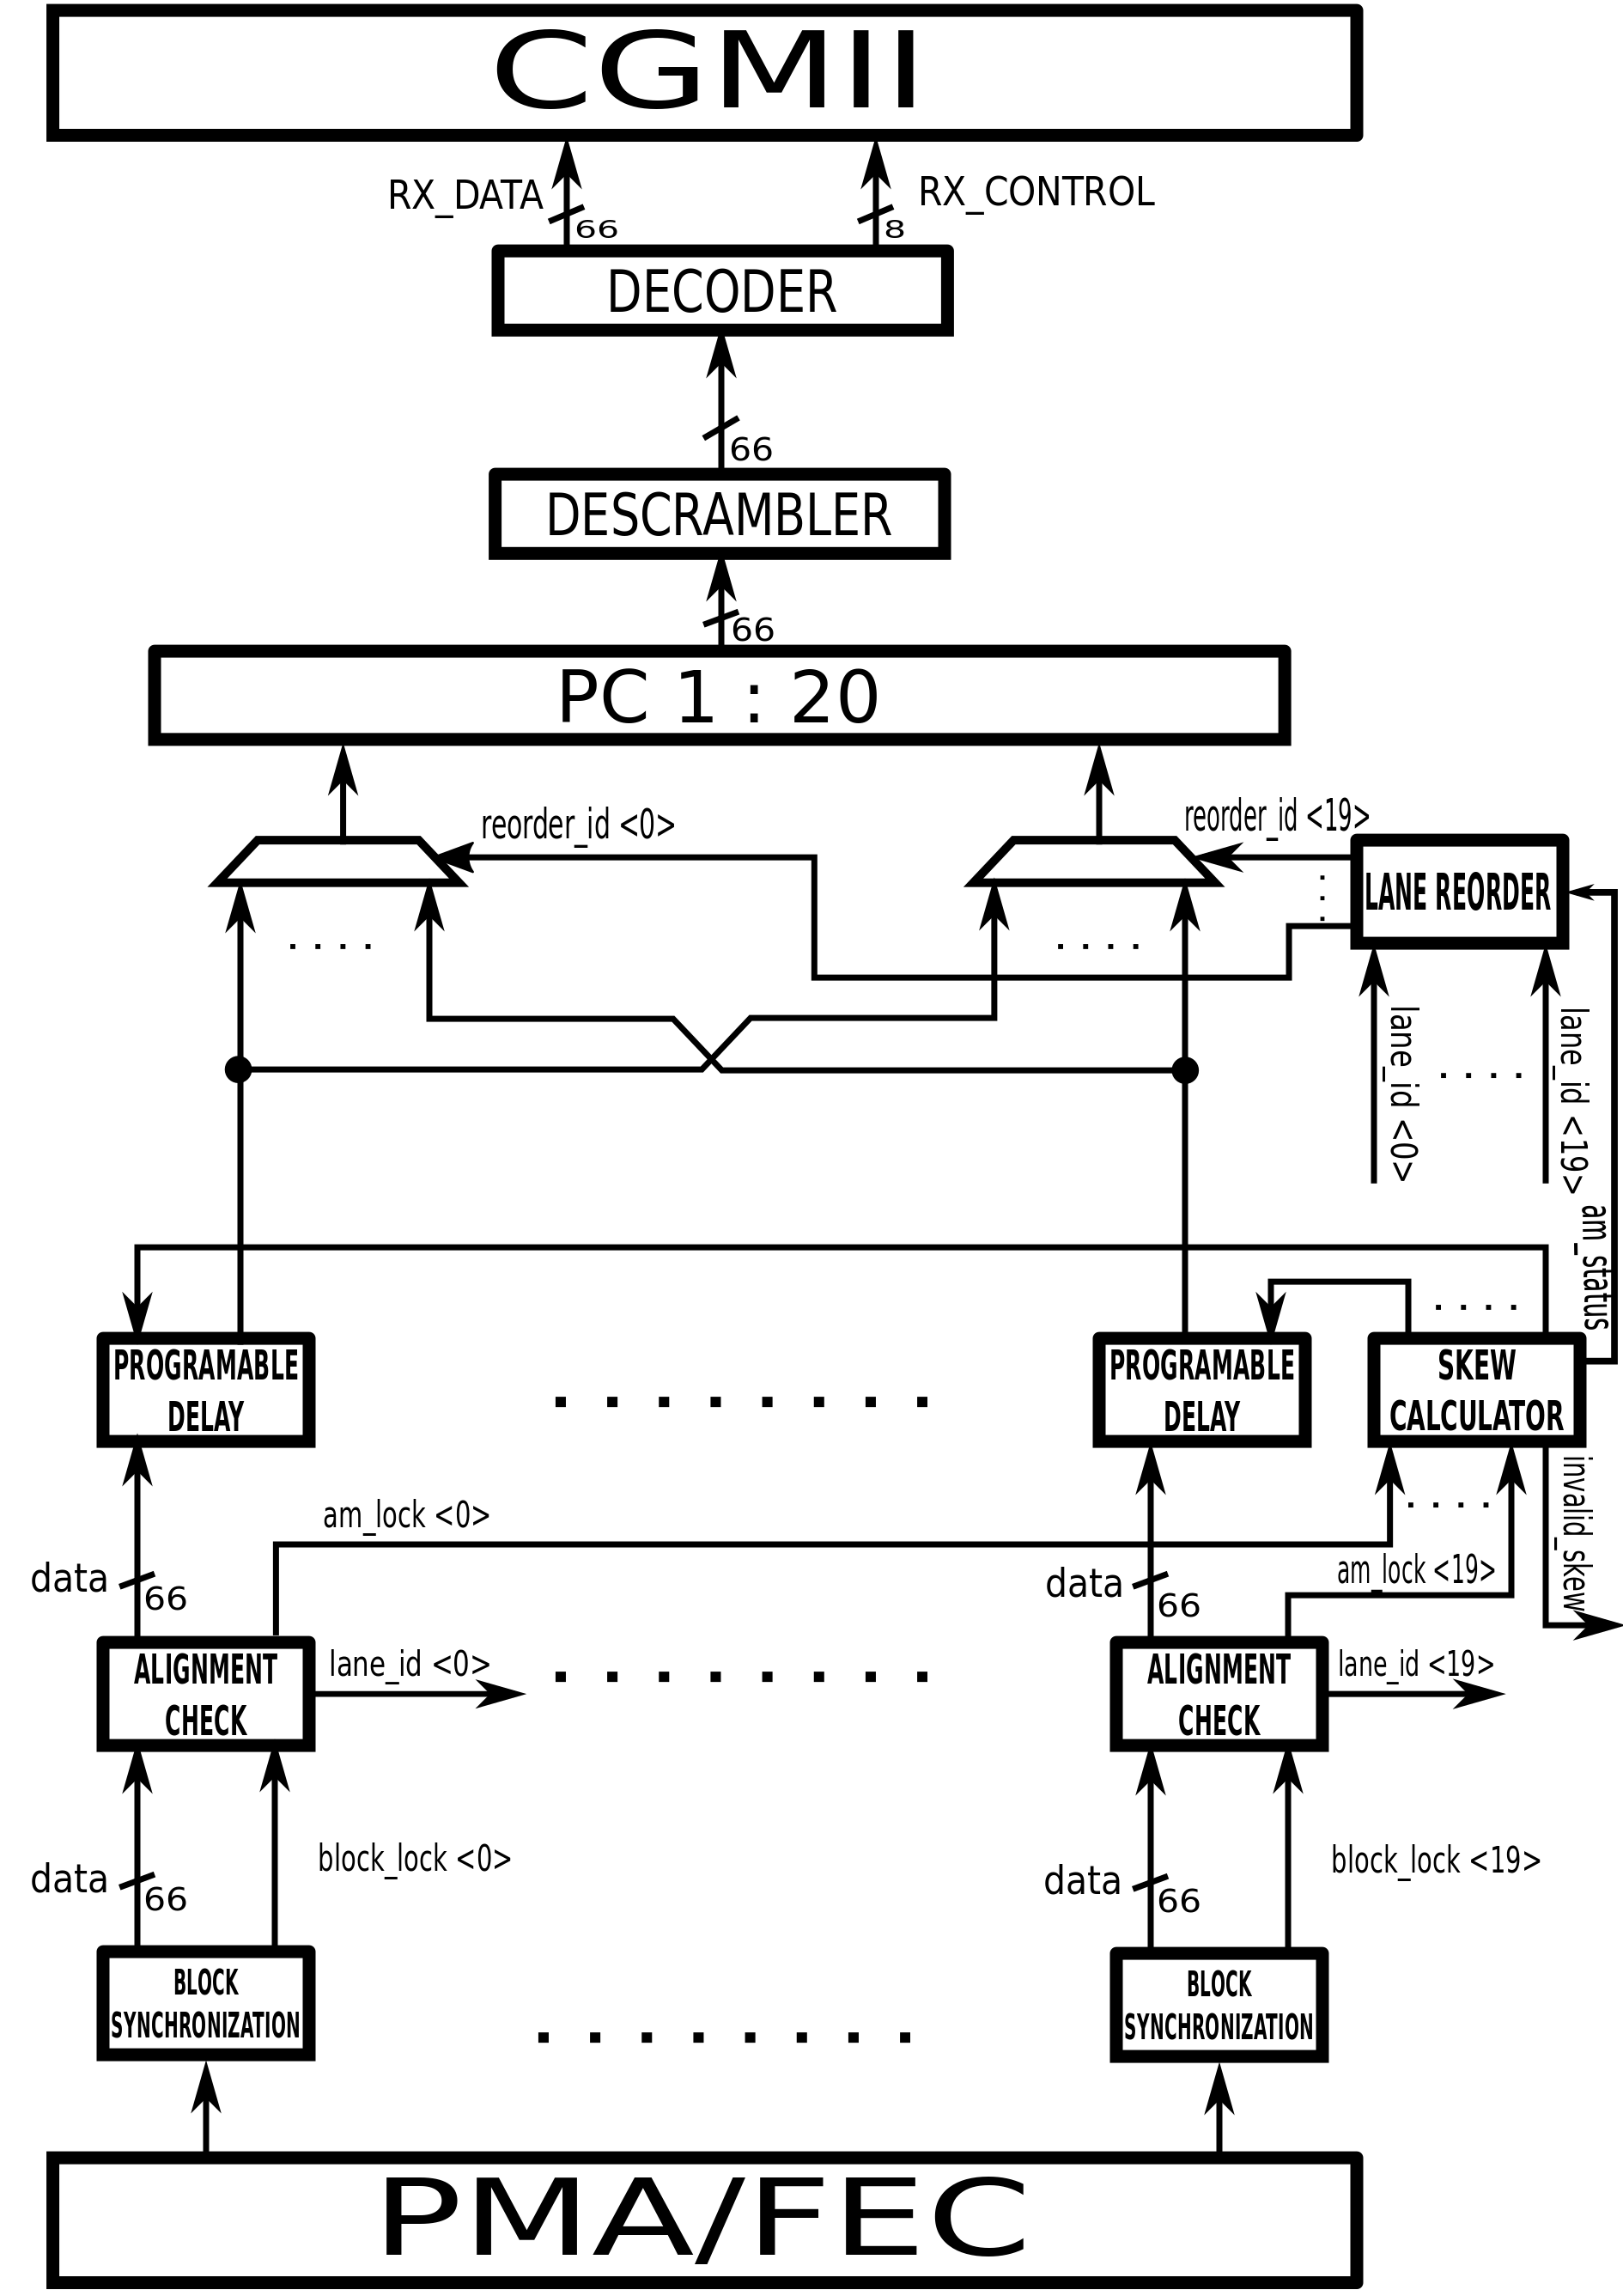 CGMII
RX_DATA
66
8
RX_CONTROL
DECODER
66
DESCRAMBLER
66
PC 1 : 20
reorder_id <0>
reorder_id <19>
LANE REORDER
lane_id <0>
lane_id <19>
am_status
PROGRAMABLE
DELAY
PROGRAMABLE
DELAY
SKEW
CALCULATOR
am_lock <0>
invalid_skew
data
66
data
66
am_lock <19>
ALIGNMENT
CHECK
lane_id <0>
ALIGNMENT
CHECK
lane_id <19>
data
66
block_lock <0>
data
66
block_lock <19>
BLOCK
SYNCHRONIZATION
BLOCK
SYNCHRONIZATION
PMA/FEC